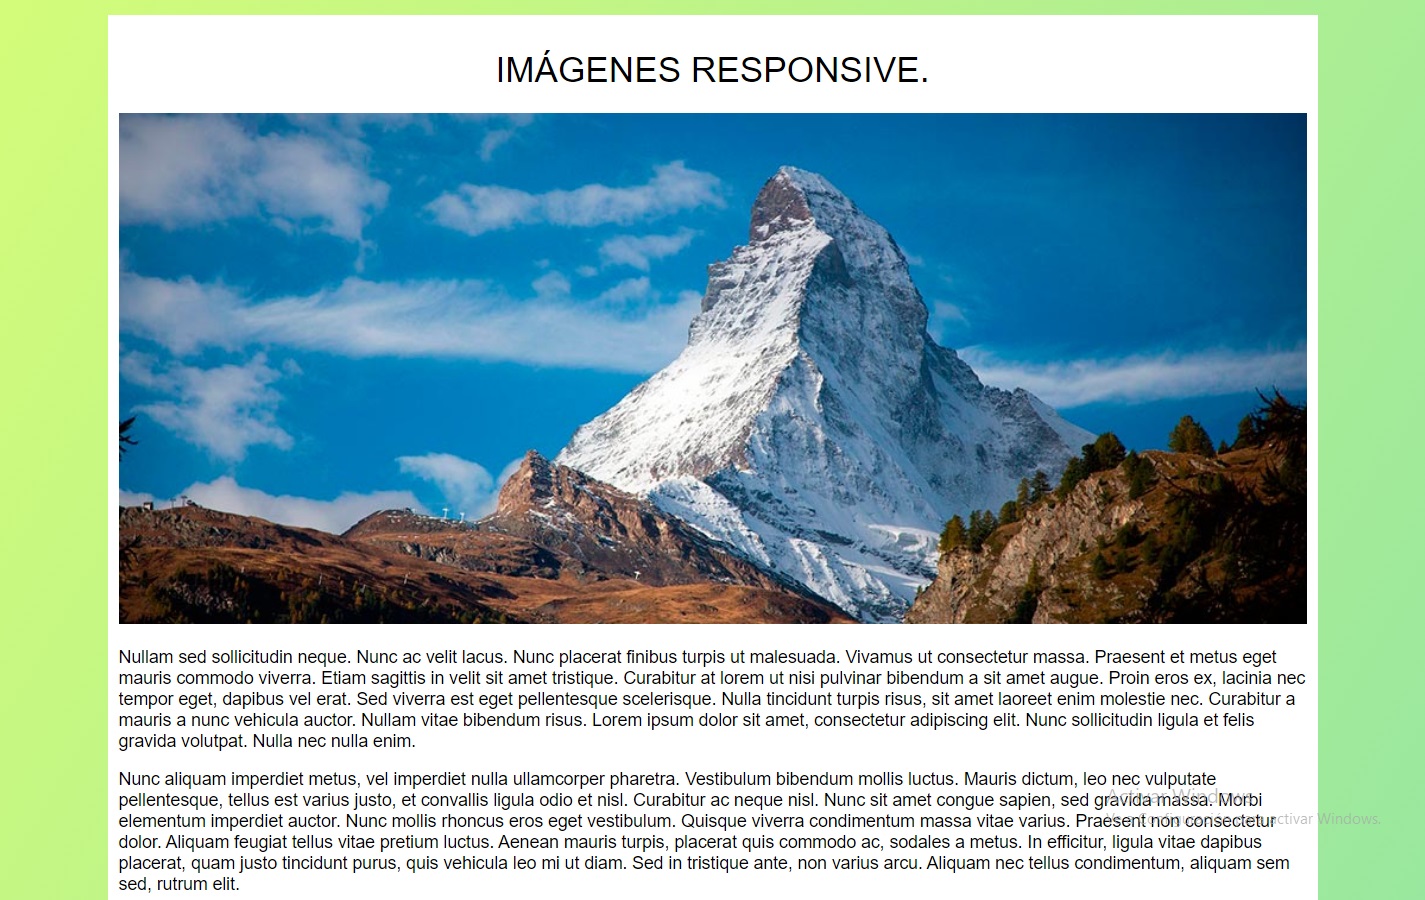 IMÁGENES RESPONSIVE.
Nullam sed sollicitudin neque. Nunc ac velit lacus. Nunc placerat finibus turpis ut malesuada. Vivamus ut consectetur massa. Praesent et metus eget
mauris commodo viverra. Etiam sagittis in velit sit amet tristique. Curabitur at lorem ut nisi pulvinar bibendum a sit amet augue. Proin eros ex, lacinia nec
tempor eget, dapibus vel erat. Sed viverra est eget pellentesque scelerisque. Nulla tincidunt turpis risus, sit amet laoreet enim molestie nec. Curabitur a
mauris a nunc vehicula auctor. Nullam vitae bibendum risus. Lorem ipsum dolor sit amet, consectetur adipiscing elit. Nunc sollicitudin ligula et felis
gravida volutpat. Nulla nec nulla enim.
Nunc aliquam imperdiet metus, vel imperdiet nulla ullamcorper pharetra. Vestibulum bibendum mollis luctus. Mauris dictum, leo nec vulputate
pellentesque, tellus est varius justo, et convallis ligula odio et nisl. Curabitur ac neque nisl. Nunc sit amet congue sapien, sed gravida massa. Morbi
elementum imperdiet auctor. Nunc mollis rhoncus eros eget vestibulum. Quisque viverra condimentum massa vitae varius. Praesent non consectetur
dolor. Aliquam feugiat tellus vitae pretium luctus. Aenean mauris turpis, placerat quis commodo ac, sodales a metus. In efficitur, ligula vitae dapibus
placerat, quam justo tincidunt purus, quis vehicula leo mi ut diam. Sed in tristique ante, non varius arcu. Aliquam nec tellus condimentum, aliquam sem
sed, rutrum elit.
Activar Windows
Ve a Configuración para activar Windows.